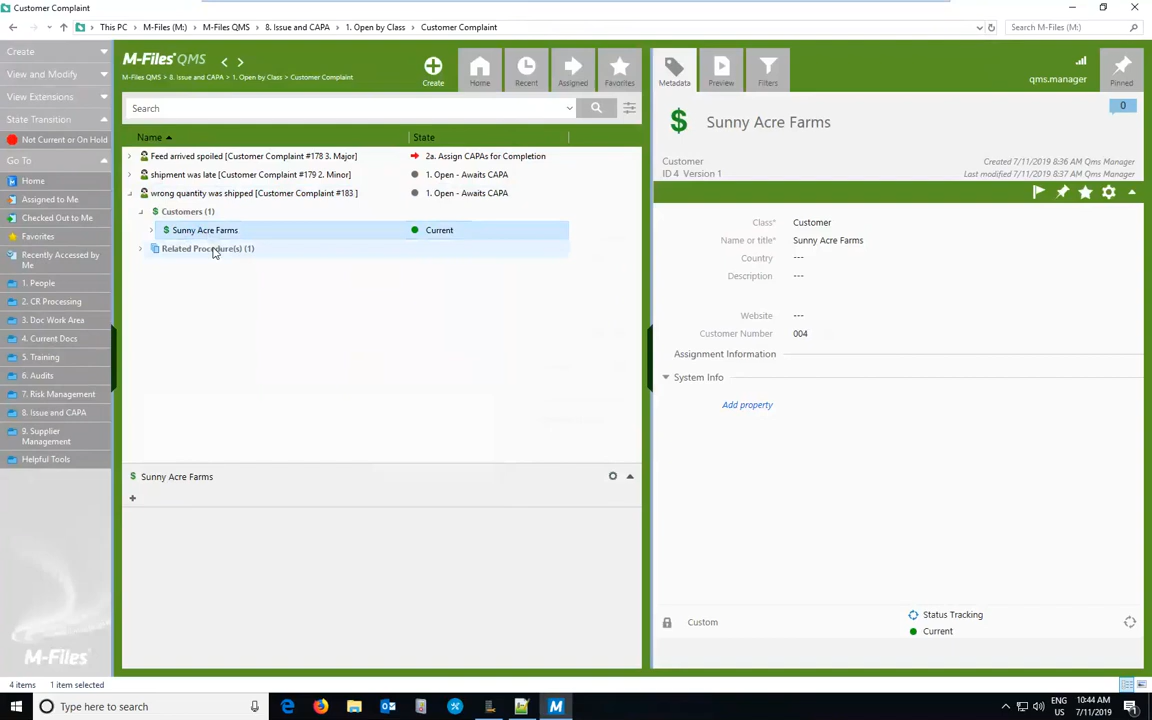 Customer Complaint
This PC > M-Files (M:) > M-Files QMS > 8. Issue and CAPA > 1. Open by Class > Customer Complaint
Search M-Files (M:)
Create
View and Modify
View Extensions
State Transition
Not Current or On Hold
Go To
Home
Assigned to Me
Checked Out to Me
Favorites
Recently Accessed by
Me
1. People
2. CR Processing
3. Doc Work Area
4. Current Docs
5. Training
6. Audits
7. Risk Management
8. Issue and CAPA
9. Supplier
Management
Helpful Tools
M-Files
M-Files QMS
M-Files QMS > 8. Issue and CAPA > 1. Open by Class > Customer Complaint
Create
Home
Recent
Assigned
Favorites
Search
Name State
Feed arrived spoiled [Customer Complaint #178 3. Major] 2a. Assign CAPAs for Completion
shipment was late [Customer Complaint #179 2. Minor] 1. Open - Awaits CAPA
wrong quantity was shipped [Customer Complaint #183 ] 1. Open - Awaits CAPA
Customers (1)
Sunny Acre Farms Current
Related Procedure(s) (1)
Sunny Acre Farms
Metadata
Preview
Filters
qms.manager
Pinned
0
Sunny Acre Farms
Customer
ID 4 Version 1
Created 7/11/2019 8:36 AM Qms Manager
Last modified 7/11/2019 8:37 AM Qms Manager
Class* Customer
Name or title* Sunny Acre Farms
Country ---
Description ---
Website ---
Customer Number 004
Assignment Information
System Info
Add property
Custom
Status Tracking
Current
4 items 1 item selected
Type here to search
ENG
US
10:44 AM
7/11/2019